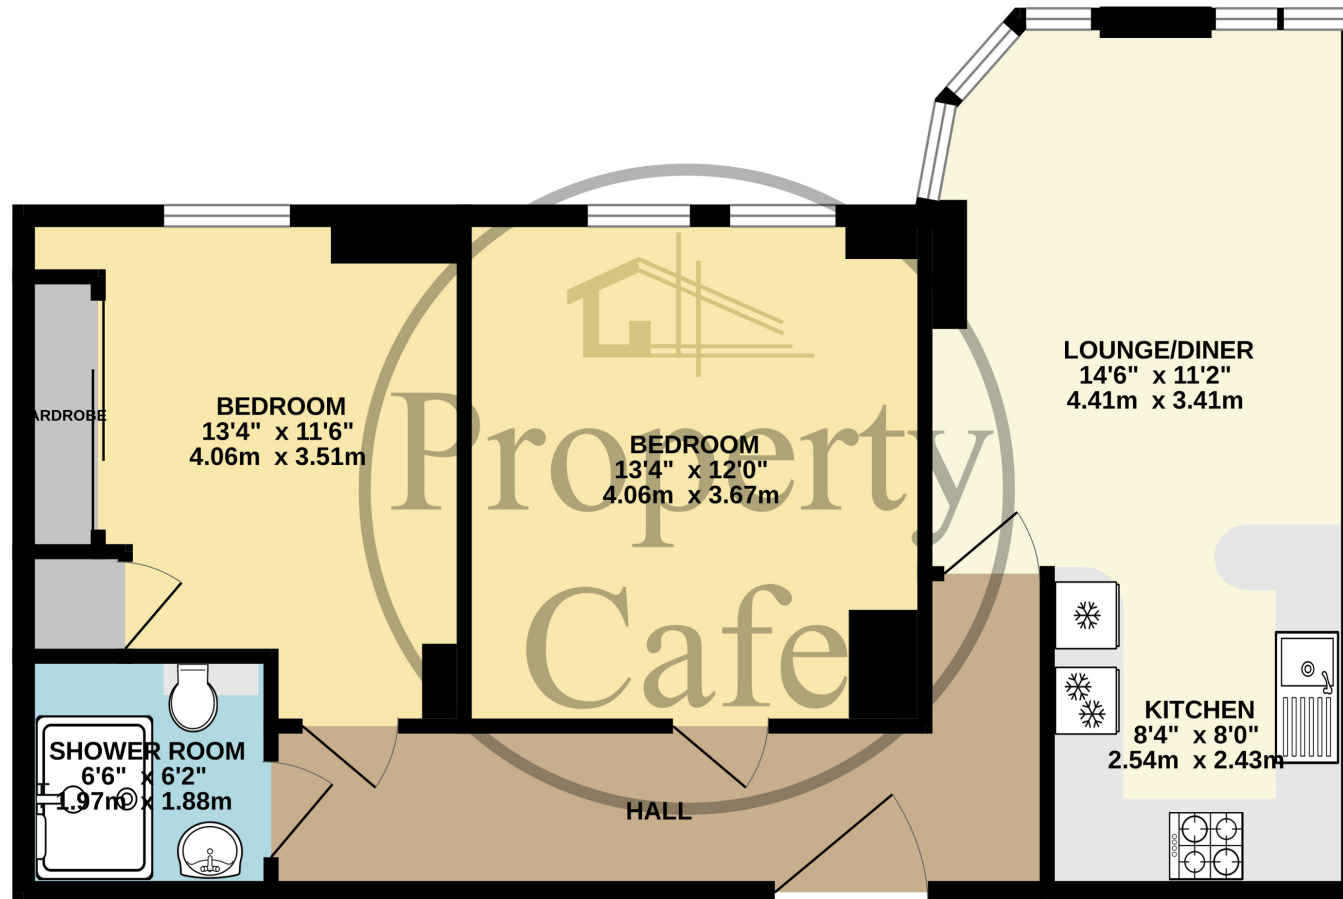 LOUNGE/DINER
14'6" x 11'2"
4.41m x 3.41m
BEDROOM
13'4" x 11'6"
4.06m x 3.51m
ARDROBE
BEDROOM
13'4" x 12'0"
4.06m x 3.67m
Property
Cafe
KITCHEN
8'4" x 8'0"
2.54m x 2.43m
SHOWER ROOM
6'6" x 6'2"
1.97m x 1.88m
HALL